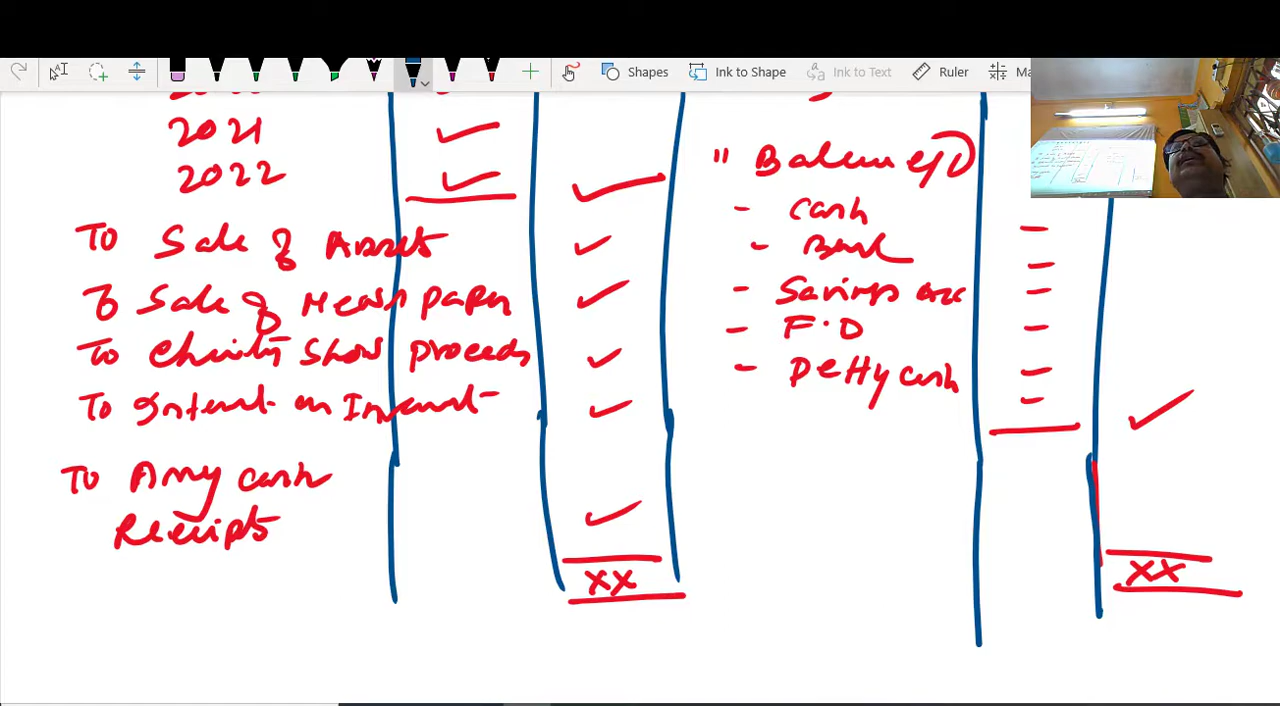 Shapes
Ink to Shape
Ink to Text
Ruler
Ma
2021
2022
To Sale of Asset
To Sale of News paper
To Charity Show proceeds
To Interest on Invest
To Any cash
Receipts
XX
" Balance c/D
- Cash
- Bank
- Savings acc
- F.D
- Petty cash
XX